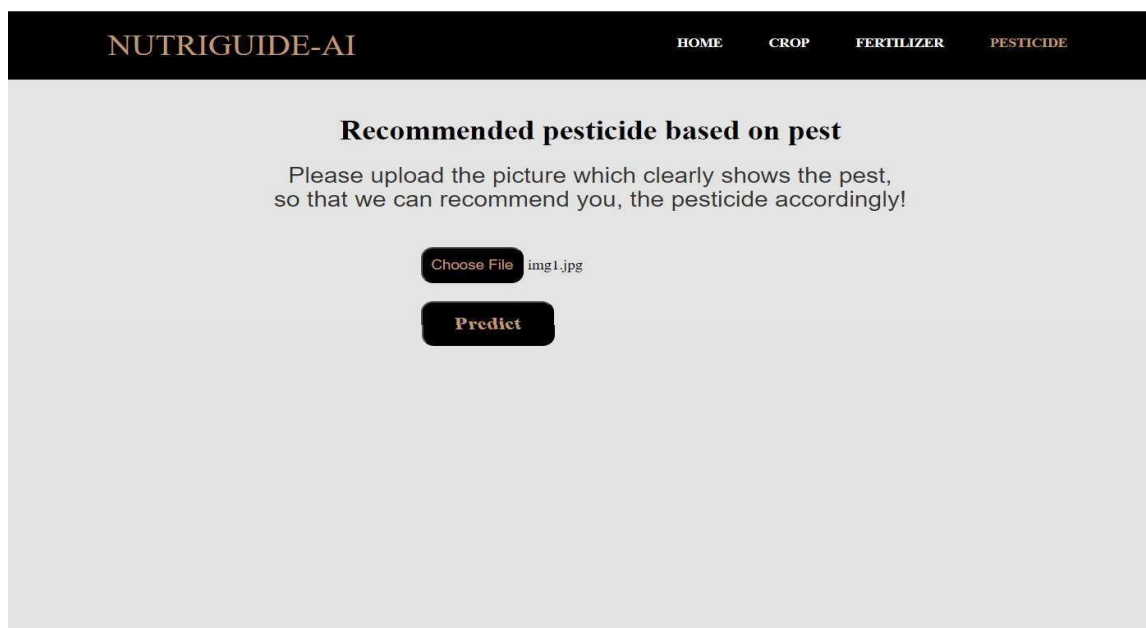 NUTRIGUIDE-AI
HOME CROP FERTILIZER PESTICIDE
Recommended pesticide based on pest
Please upload the picture which clearly shows the pest,
so that we can recommend you, the pesticide accordingly!
Choose File img1.jpg
Predict